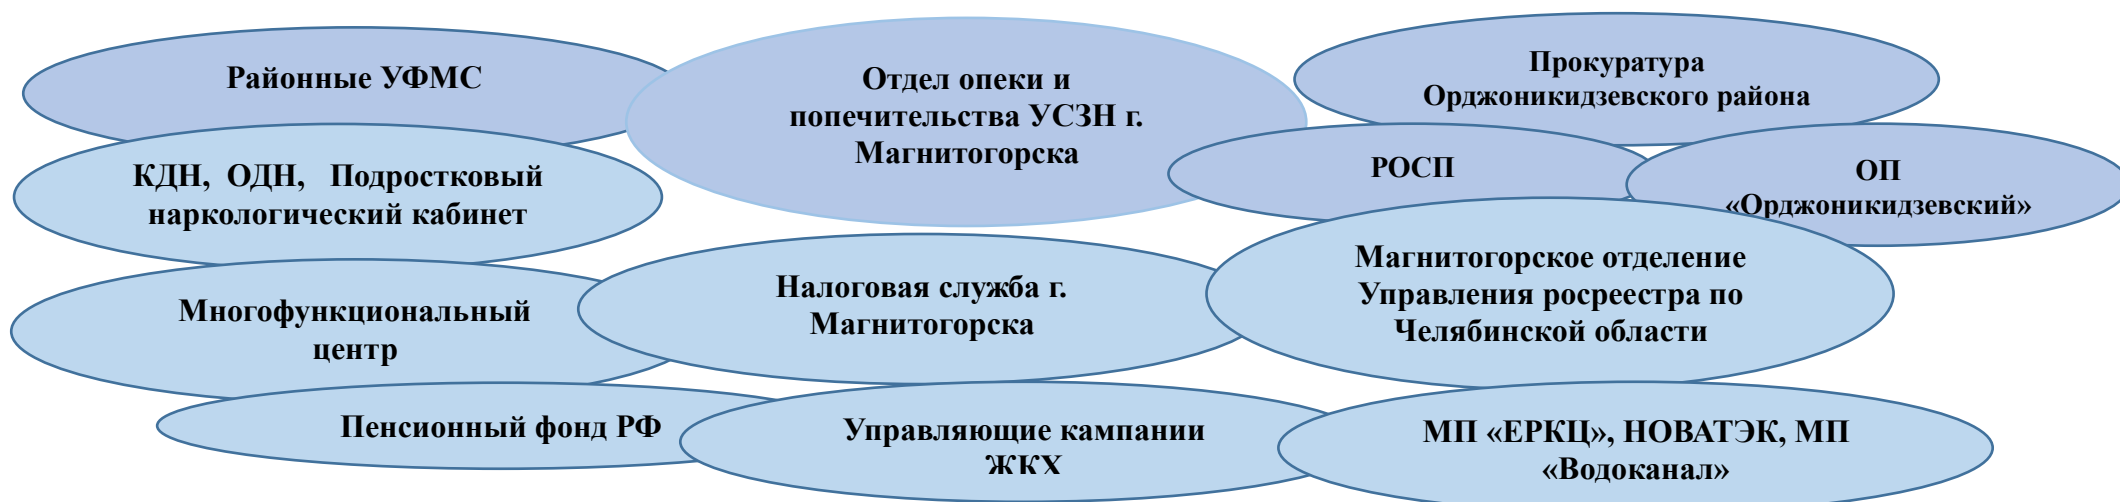 Районные УФМС
Отдел опеки и
попечительства УСЗН г.
Магнитогорска
Прокуратура
Орджоникидзевского района
КДН, ОДН, Подростковый
наркологический кабинет
РОСП
ОП
«Орджоникидзевский»
Многофункциональный
центр
Налоговая служба г.
Магнитогорска
Магнитогорское отделение
Управления росреестра по
Челябинской области
Пенсионный фонд РФ
Управляющие кампании
ЖКХ
МП «ЕРКЦ», НОВАТЭК, МП
«Водоканал»